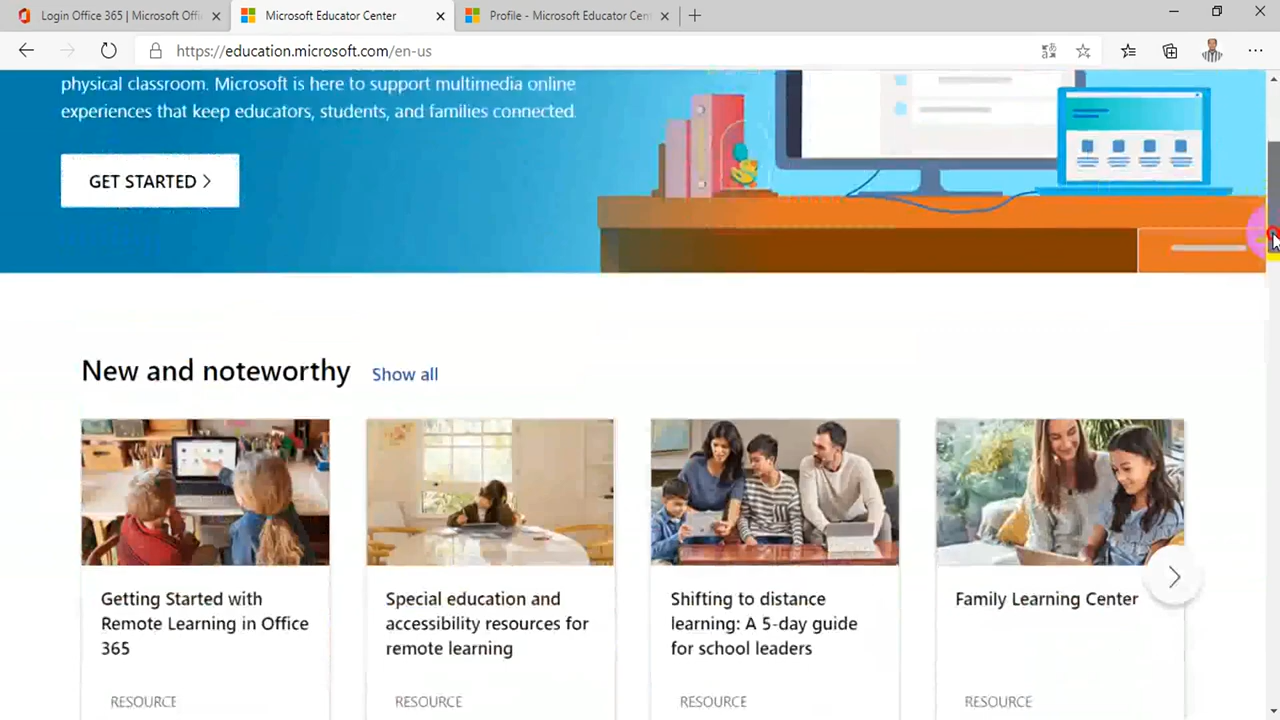 Login Office 365 | Microsoft Offi
Microsoft Educator Center
Profile - Microsoft Educator Cent
https://education.microsoft.com/en-us
physical classroom. Microsoft is here to support multimedia online
experiences that keep educators, students, and families connected.
GET STARTED
New and noteworthy
Show all
Getting Started with
Remote Learning in Office
365
RESOURCE
Special education and
accessibility resources for
remote learning
RESOURCE
Shifting to distance
learning: A 5-day guide
for school leaders
RESOURCE
Family Learning Center
RESOURCE